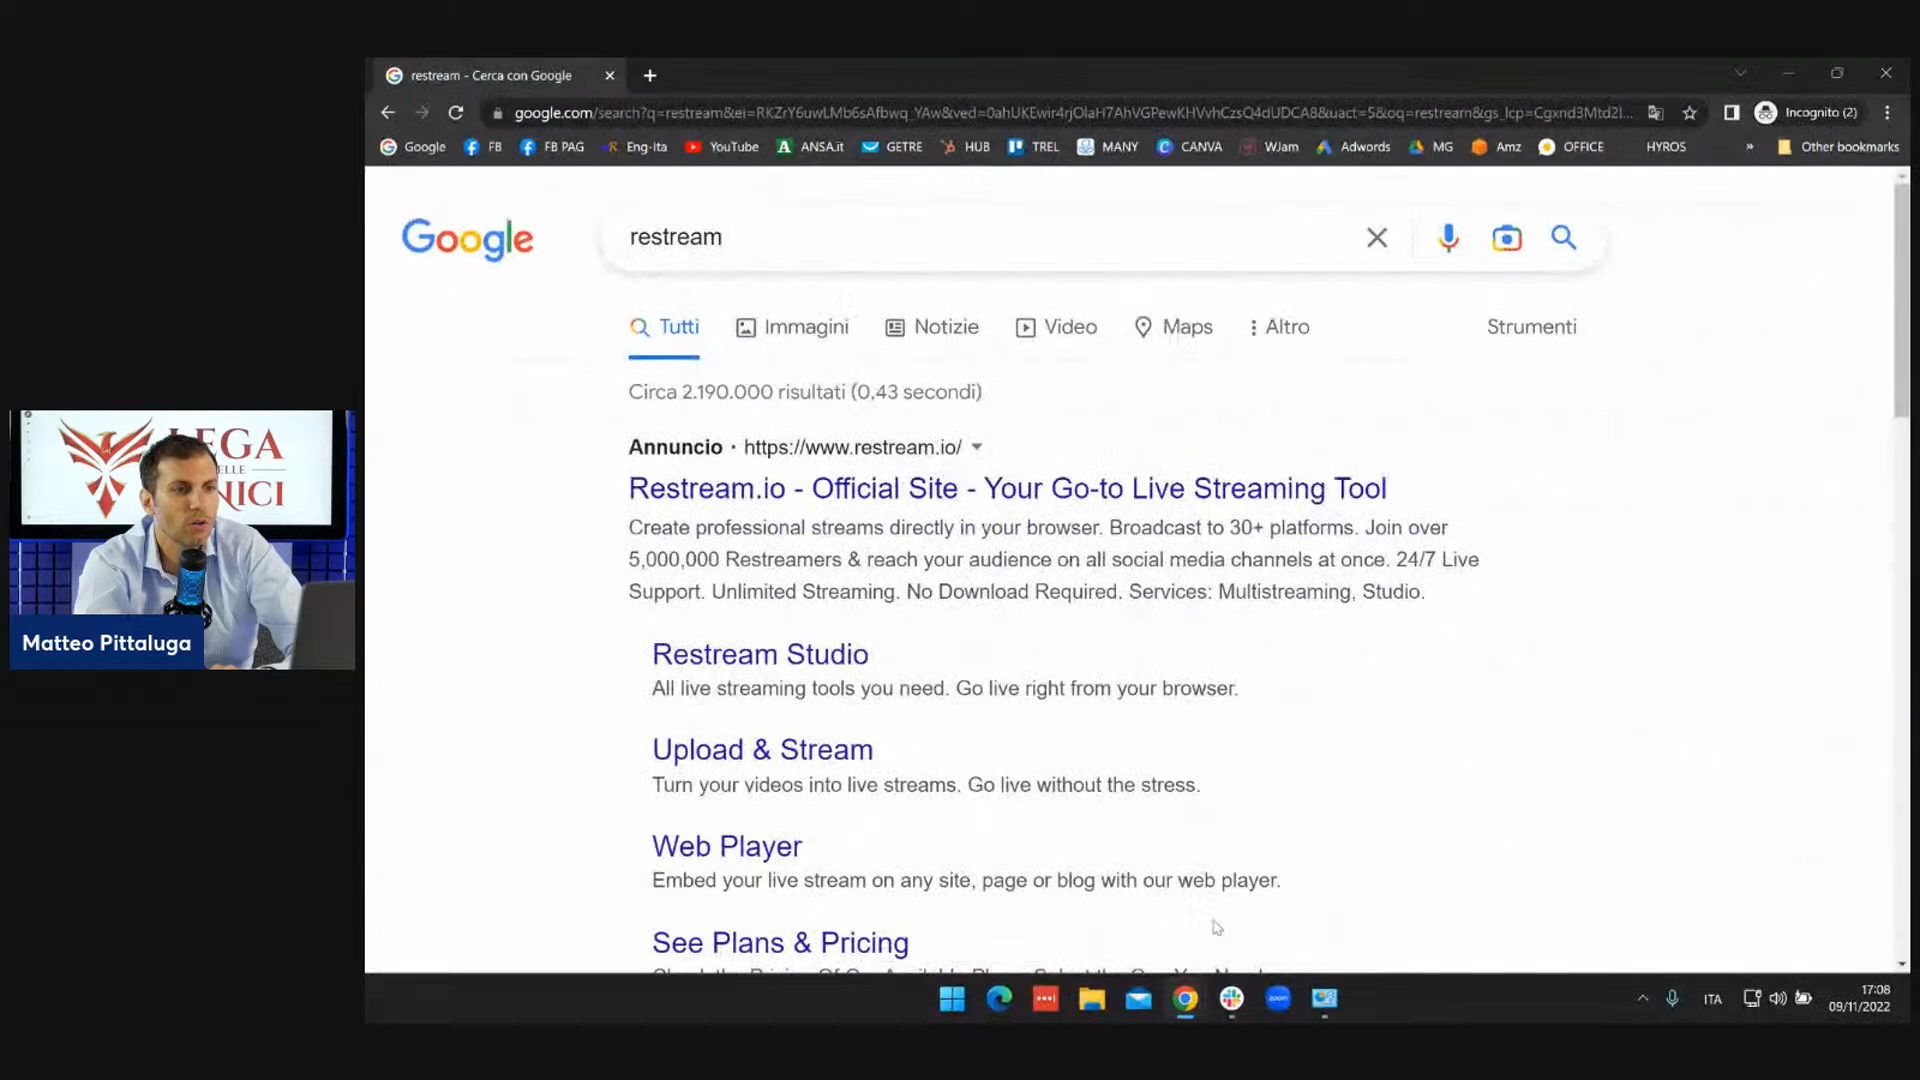 restream - Cerca con Google
google.com/search?q=restream&ei=RKZrY6uwLMb6sAfbwq_YAw&ved=0ahUKEwir4rjOlaH7AhVGPewKHVvhCzsQ4dUDCA8&uact=5&oq=restream&gs_lcp=Cgxnd3Mtd2l...
Incognito (2)
Google FB FB PAG Eng-Ita YouTube ANSA.it GETRE HUB TREL MANY CANVA WJam Adwords MG Amz OFFICE HYROS » Other bookmarks
Google
restream
Tutti Immagini Notizie Video Maps Altro Strumenti
Circa 2.190.000 risultati (0,43 secondi)
Annuncio · https://www.restream.io/
Restream.io - Official Site - Your Go-to Live Streaming Tool
Create professional streams directly in your browser. Broadcast to 30+ platforms. Join over
5,000,000 Restreamers & reach your audience on all social media channels at once. 24/7 Live
Support. Unlimited Streaming. No Download Required. Services: Multistreaming, Studio.
Restream Studio
All live streaming tools you need. Go live right from your browser.
Upload & Stream
Turn your videos into live streams. Go live without the stress.
Web Player
Embed your live stream on any site, page or blog with our web player.
See Plans & Pricing
LEGA
ELLE
NICI
Matteo Pittaluga
zoom
ITA
17:08
09/11/2022